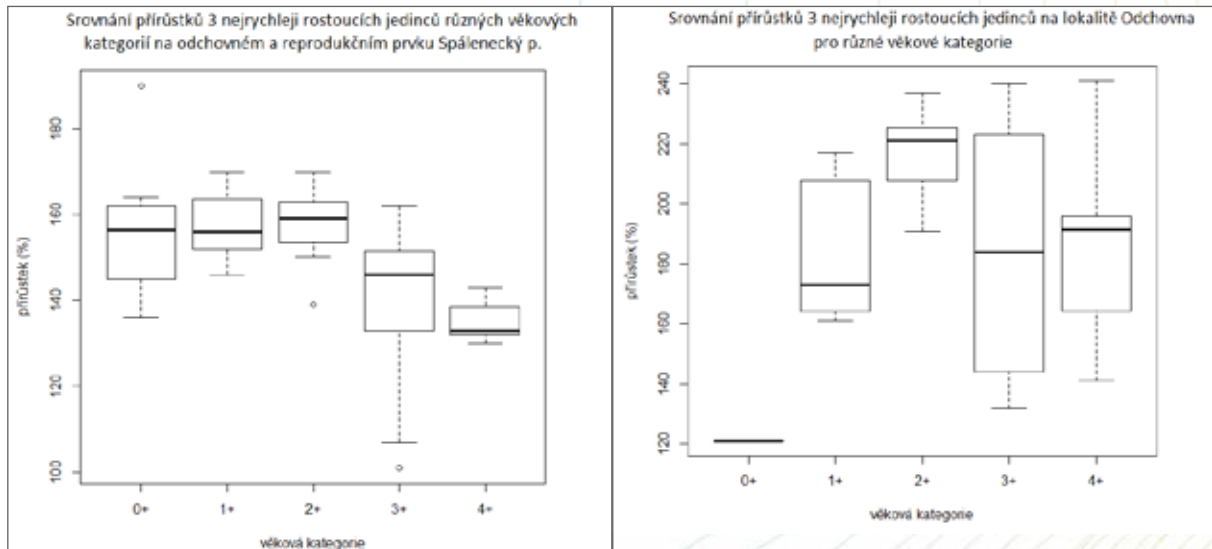 Srovnání přírůstků 3 nejrychleji rostoucích jedinců různých věkových
kategorií na odchovném a reprodukčním prvku Spálenecký p.
180
160
140
120
100
přírůstek (%)
0+ 1+ 2+ 3+ 4+
věková kategorie
Srovnání přírůstků 3 nejrychleji rostoucích jedinců na lokalitě Odchovna
pro různé věkové kategorie
240
220
200
180
160
140
120
přírůstek (%)
0+ 1+ 2+ 3+ 4+
věková kategorie